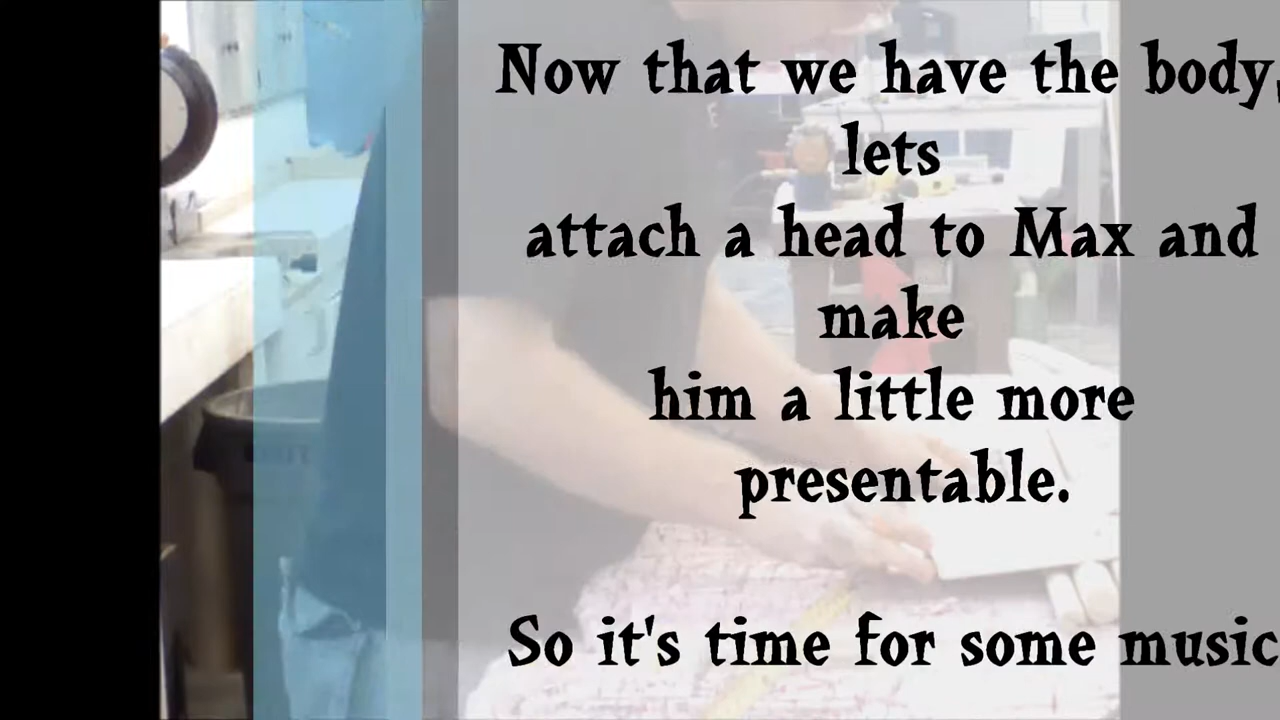 Now that we have the body,
lets
attach a head to Max and
make
him a little more
presentable.
So it's time for some music